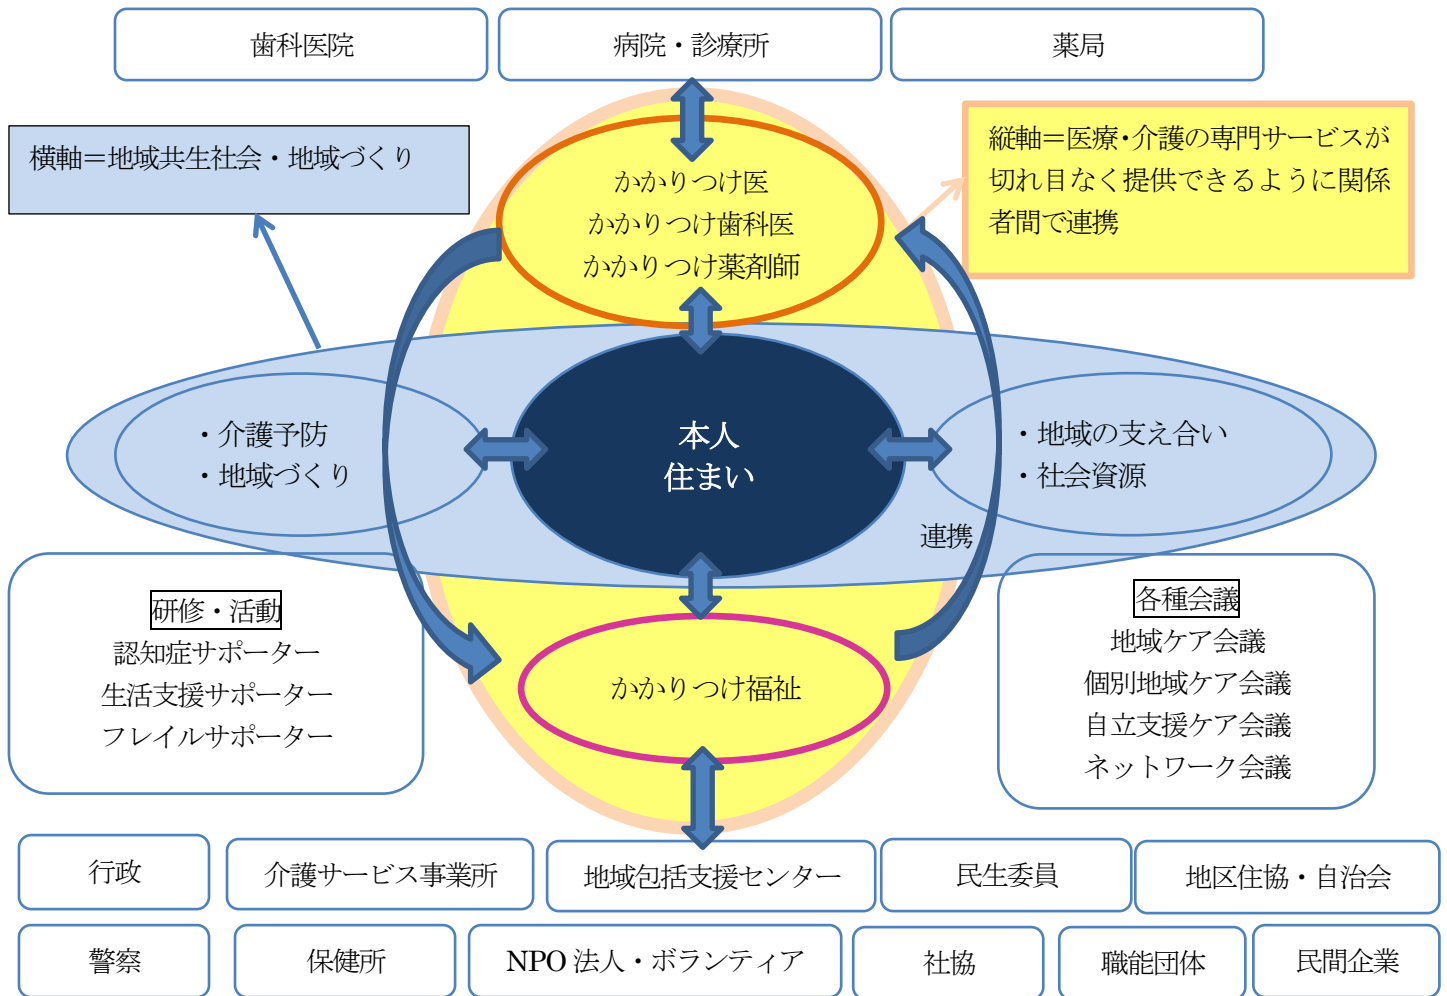 歯科医院
病院・診療所
薬局
横軸＝地域共生社会・地域づくり
縦軸＝医療・介護の専門サービスが
切れ目なく提供できるように関係
者間で連携
かかりつけ医
かかりつけ歯科医
かかりつけ薬剤師
・介護予防
・地域づくり
本人
住まい
・地域の支え合い
・社会資源
連携
研修・活動
認知症サポーター
生活支援サポーター
フレイルサポーター
かかりつけ福祉
各種会議
地域ケア会議
個別地域ケア会議
自立支援ケア会議
ネットワーク会議
行政
介護サービス事業所
地域包括支援センター
民生委員
地区住協・自治会
警察
保健所
NPO 法人・ボランティア
社協
職能団体
民間企業